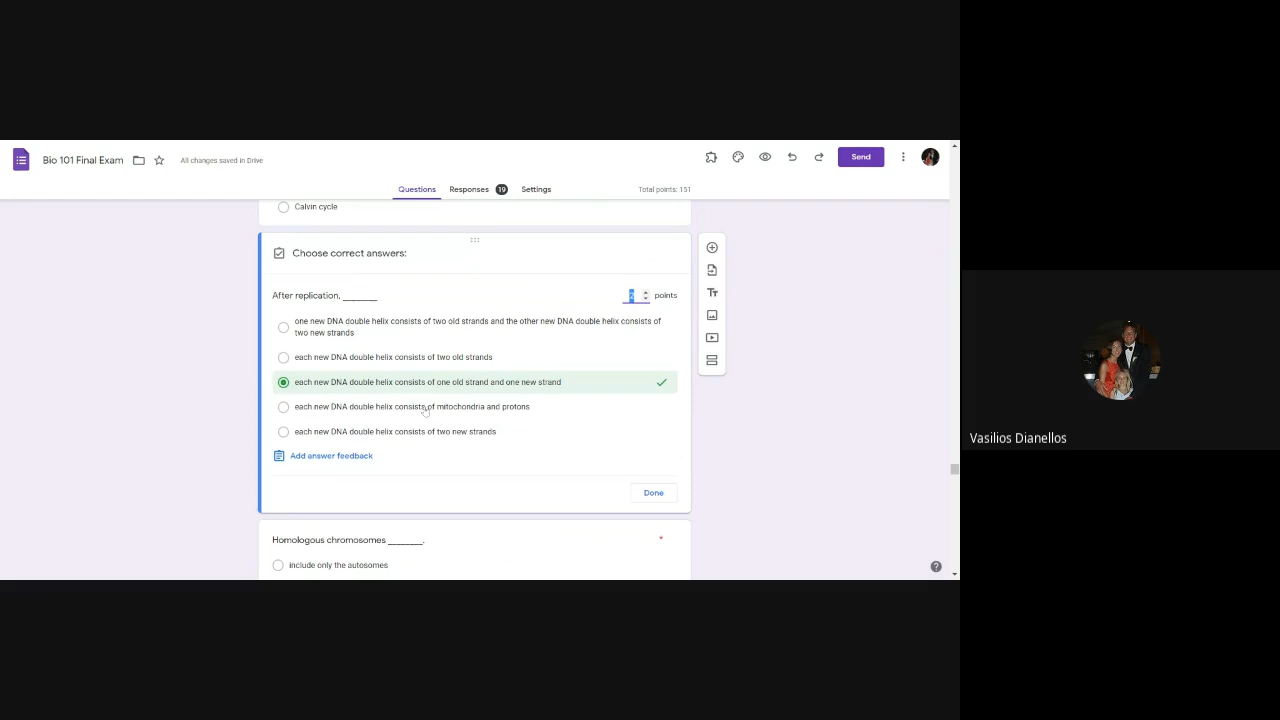 Bio 101 Final Exam
All changes saved in Drive
Send
Questions
Responses 19
Settings
Total points: 151
Calvin cycle
Choose correct answers:
After replication, ________
2 points
one new DNA double helix consists of two old strands and the other new DNA double helix consists of
two new strands
each new DNA double helix consists of two old strands
each new DNA double helix consists of one old strand and one new strand
each new DNA double helix consists of mitochondria and protons
each new DNA double helix consists of two new strands
Add answer feedback
Done
Homologous chromosomes ________. *
include only the autosomes
Vasilios Dianellos